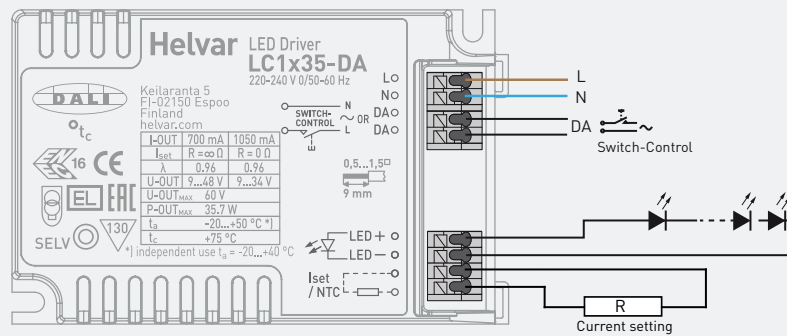 Helvar LED Driver
LC1x35-DA
220-240 V 0/50-60 Hz
DALI
Keilaranta 5
FI-02150 Espoo
Finland
helvar.com
tc
16 CE
EL EAC
130
SELV
I-OUT 700 mA 1050 mA
Iset R=∞ Ω R = 0 Ω
λ 0.96 0.96
U-OUT 9...48 V 9...34 V
U-OUTMAX 60 V
P-OUTMAX 35.7 W
ta -20...+50 °C *)
tc +75 °C
*) independent use ta = -20...+40 °C
L
N
DA
DA
SWITCH-
CONTROL
N
~ OR
L
0,5...1,5
9 mm
LED +
LED –
Iset
/ NTC
L
N
DA ~
Switch-Control
R
Current setting